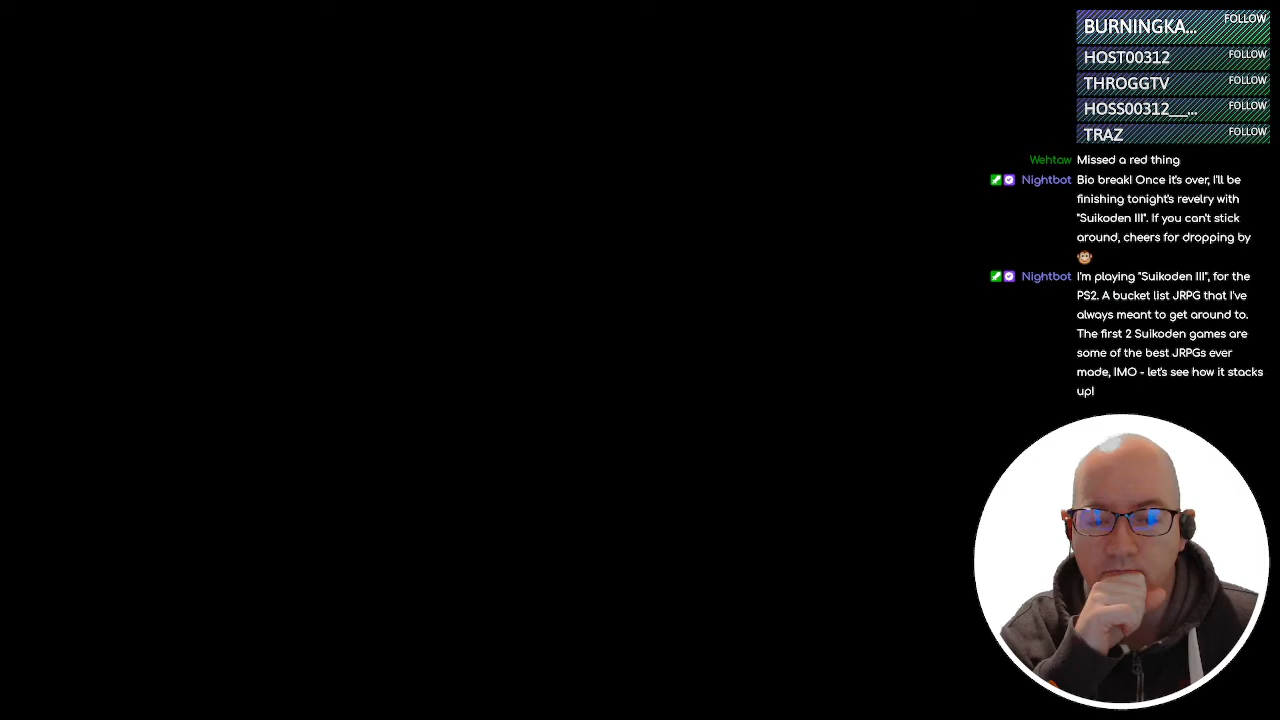 BURNINGKA... FOLLOW
HOST00312 FOLLOW
THROGGTV FOLLOW
HOSS00312__... FOLLOW
TRAZ FOLLOW
Wehtaw Missed a red thing
Nightbot Bio break! Once it's over, I'll be
finishing tonight's revelry with
"Suikoden III". If you can't stick
around, cheers for dropping by
🐵
Nightbot I'm playing "Suikoden III", for the
PS2. A bucket list JRPG that I've
always meant to get around to.
The first 2 Suikoden games are
some of the best JRPGs ever
made, IMO - let's see how it stacks
up!